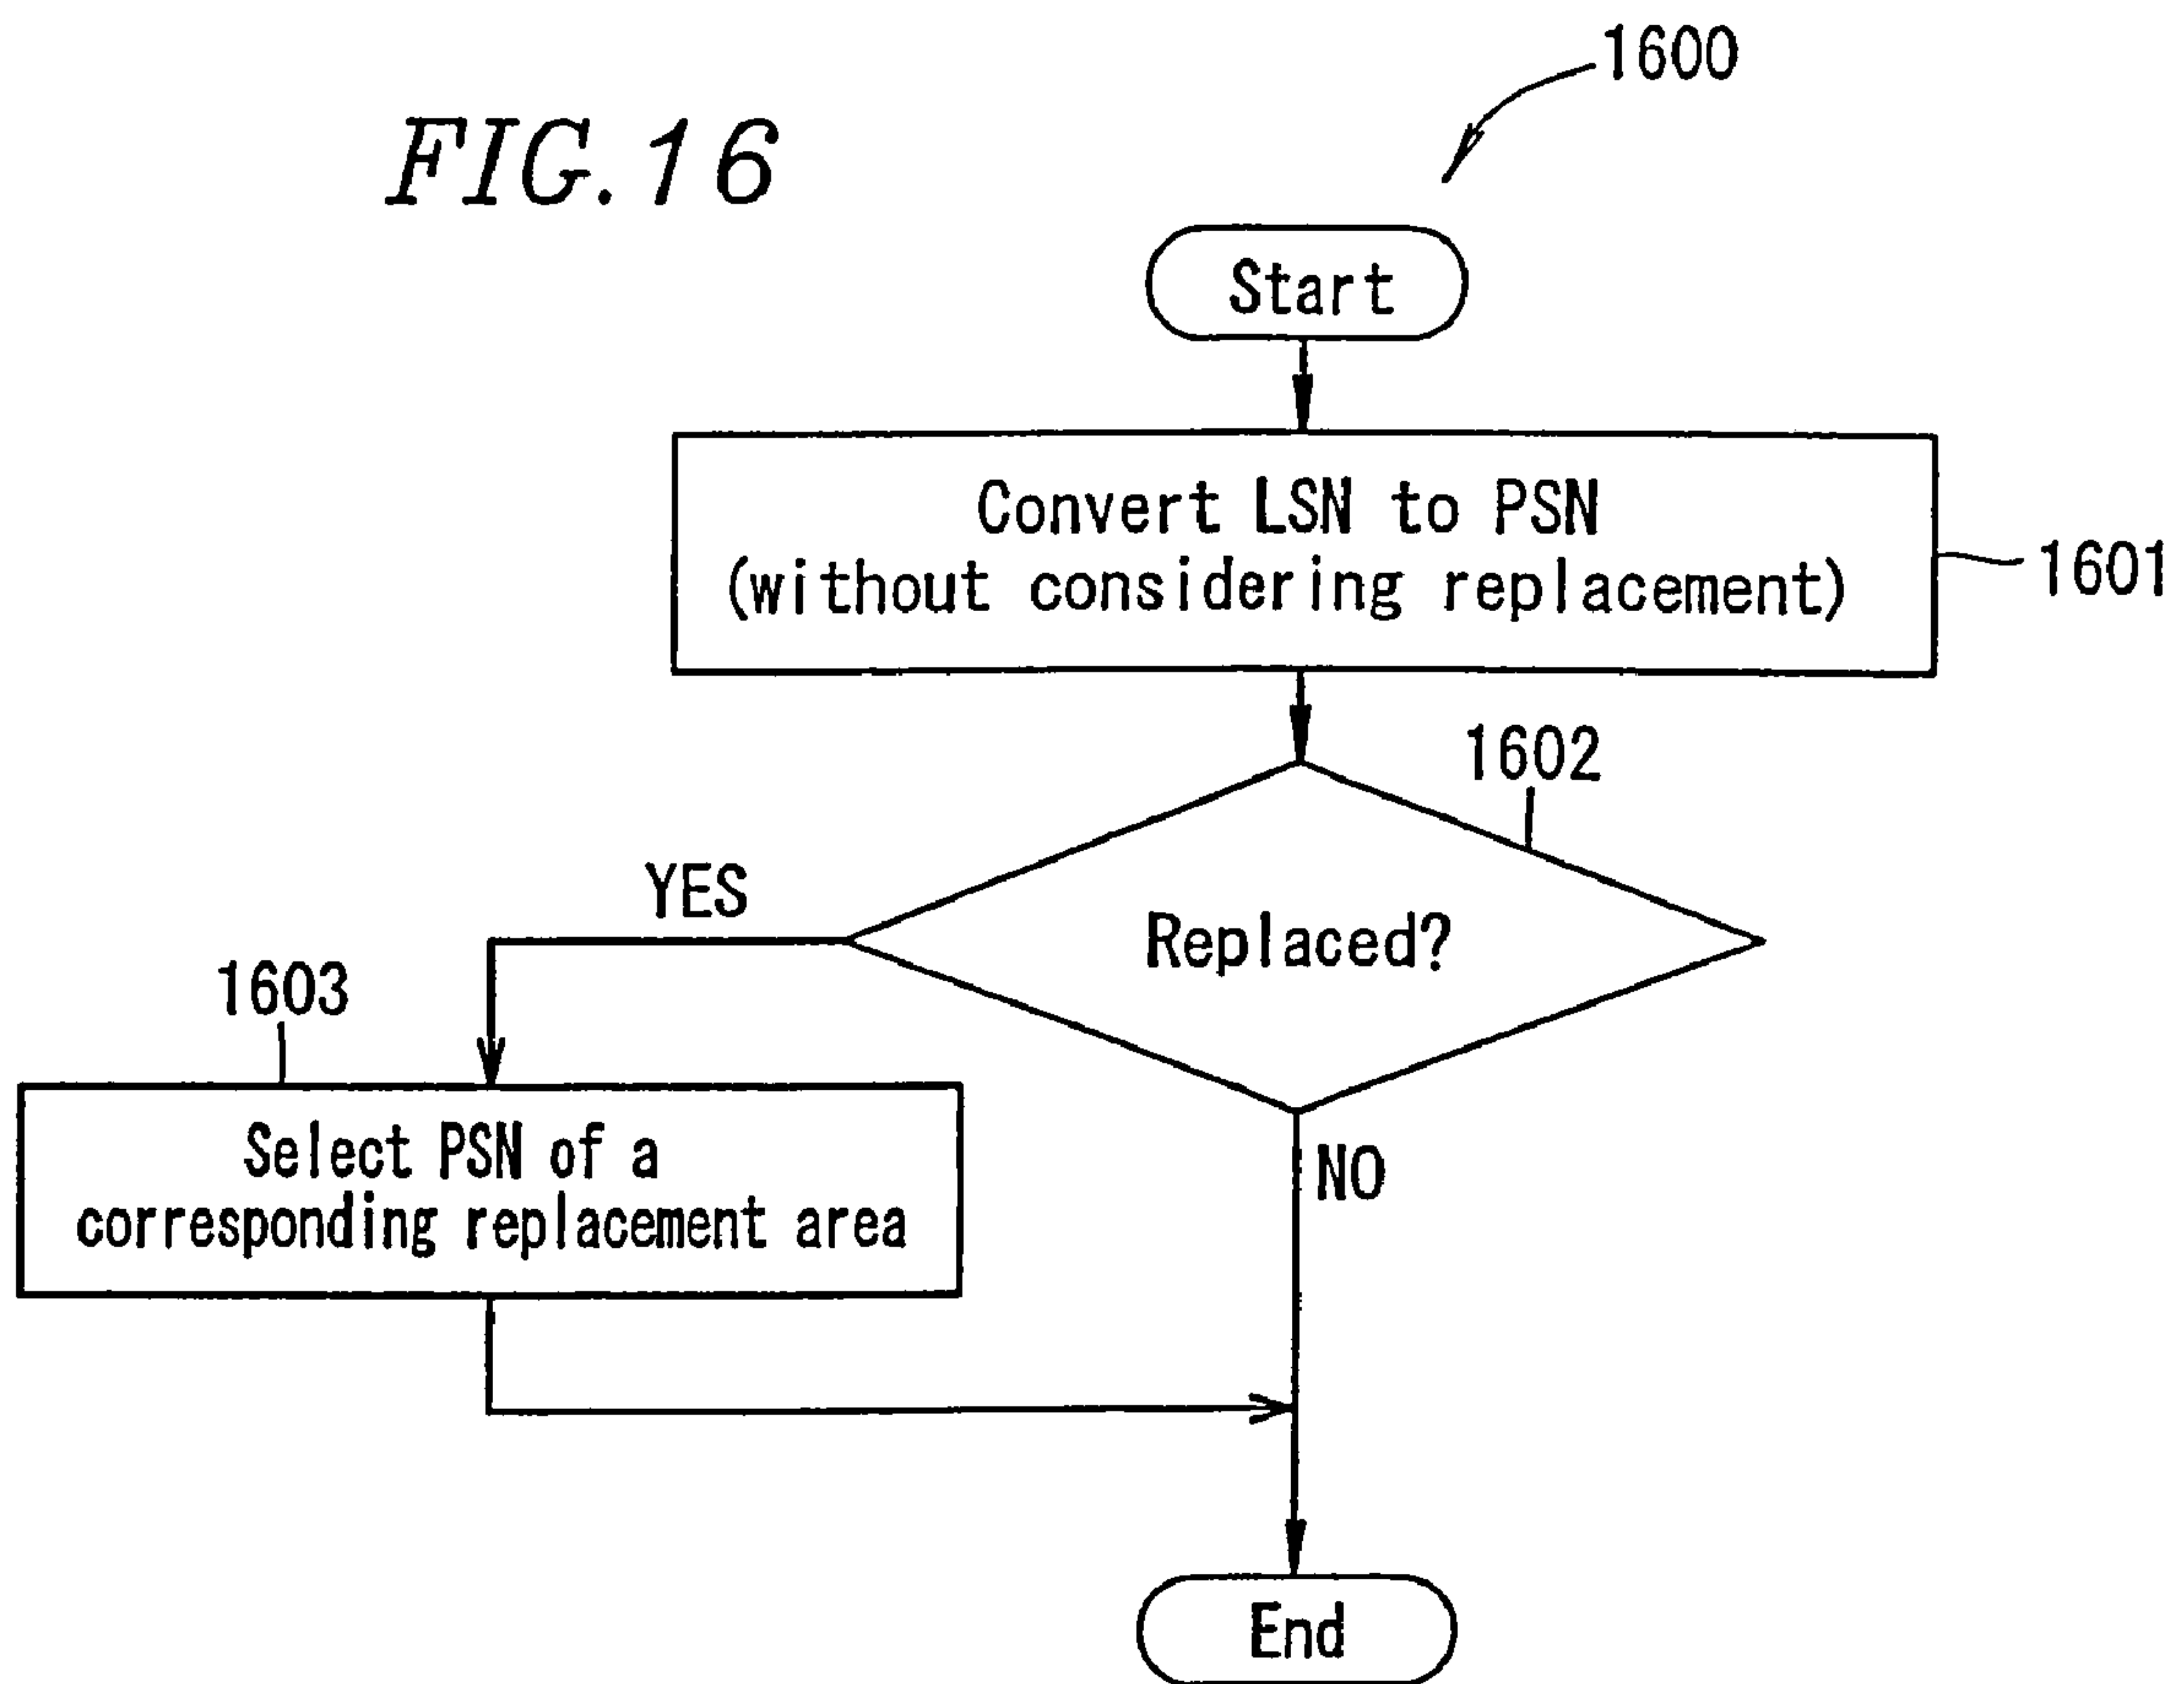 1600
FIG.16
Start
Convert LSN to PSN
(without considering replacement)
1601
1602
YES
Replaced?
1603
NO
Select PSN of a
corresponding replacement area
End